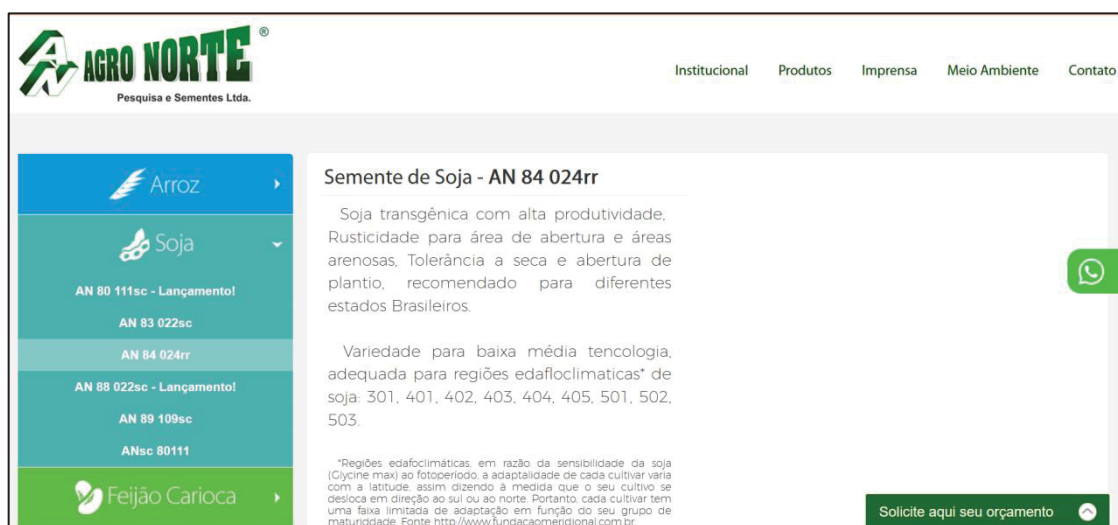 AN AGRO NORTE ®
Pesquisa e Sementes Ltda.
Institucional Produtos Imprensa Meio Ambiente Contato
Arroz
Soja
AN 80 111sc - Lançamento!
AN 83 022sc
AN 84 024rr
AN 88 022sc - Lançamento!
AN 89 109sc
ANsc 80111
Feijão Carioca
Semente de Soja - AN 84 024rr
Soja transgênica com alta produtividade,
Rusticidade para área de abertura e áreas
arenosas, Tolerância a seca e abertura de
plantio, recomendado para diferentes
estados Brasileiros.
Variedade para baixa média tencologia,
adequada para regiões edafloclimaticas* de
soja: 301, 401, 402, 403, 404, 405, 501, 502,
503.
*Regiões edafoclimáticas, em razão da sensibilidade da soja
(Glycine max) ao fotoperíodo, a adaptalidade de cada cultivar varia
com a latitude, assim dizendo à medida que o seu cultivo se
desloca em direção ao sul ou ao norte. Portanto, cada cultivar tem
uma faixa limitada de adaptação em função do seu grupo de
maturiddade. Fonte http://www.fundacaomeridional.com.br
Solicite aqui seu orçamento